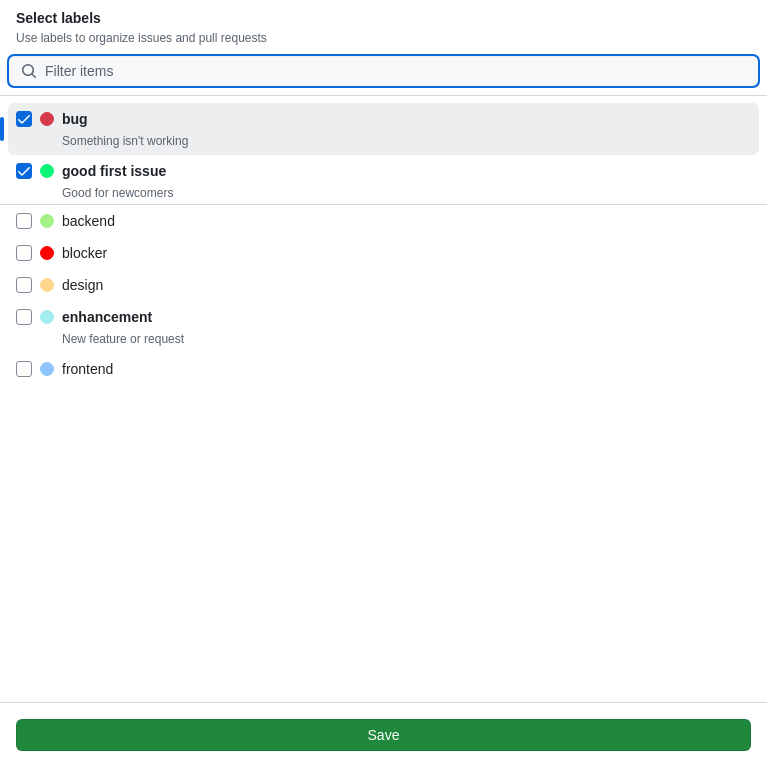 Select labels
Use labels to organize issues and pull requests
Filter items
bug
Something isn't working
good first issue
Good for newcomers
backend
blocker
design
enhancement
New feature or request
frontend
Save